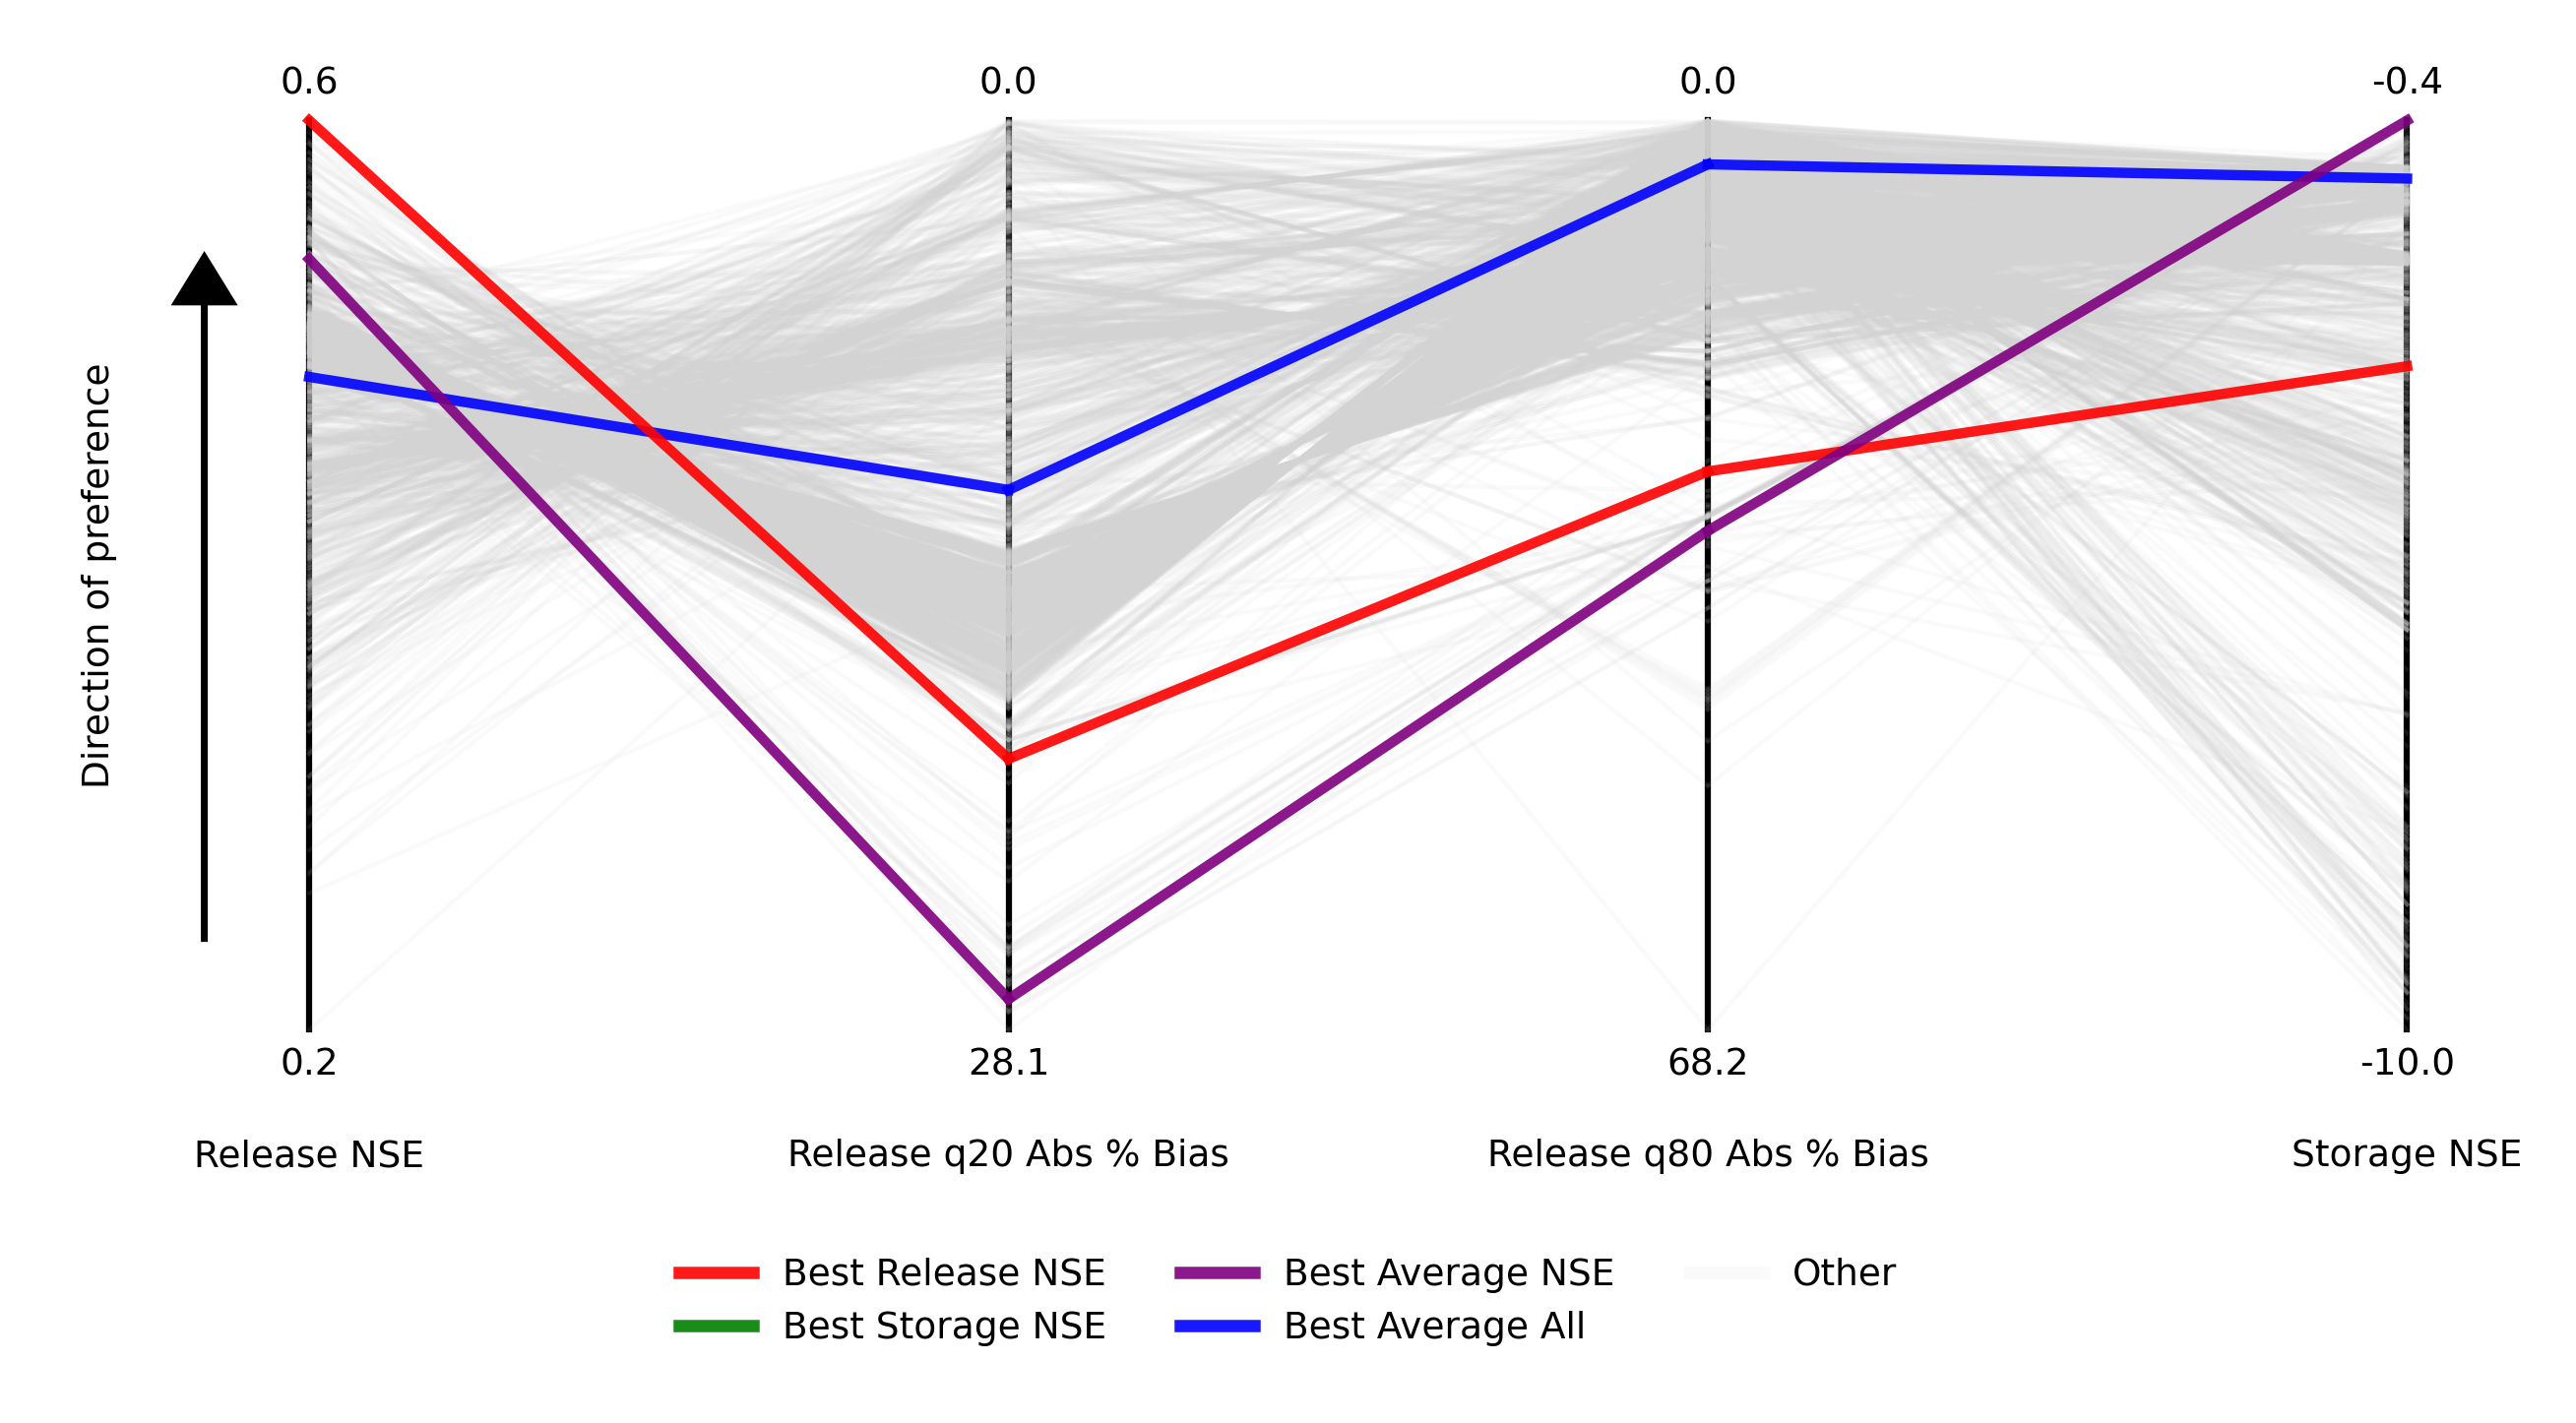 0.6
0.0
0.0
-0.4
Direction of preference
0.2
28.1
68.2
-10.0
Release NSE
Release q20 Abs % Bias
Release q80 Abs % Bias
Storage NSE
Best Release NSE
Best Storage NSE
Best Average NSE
Best Average All
Other